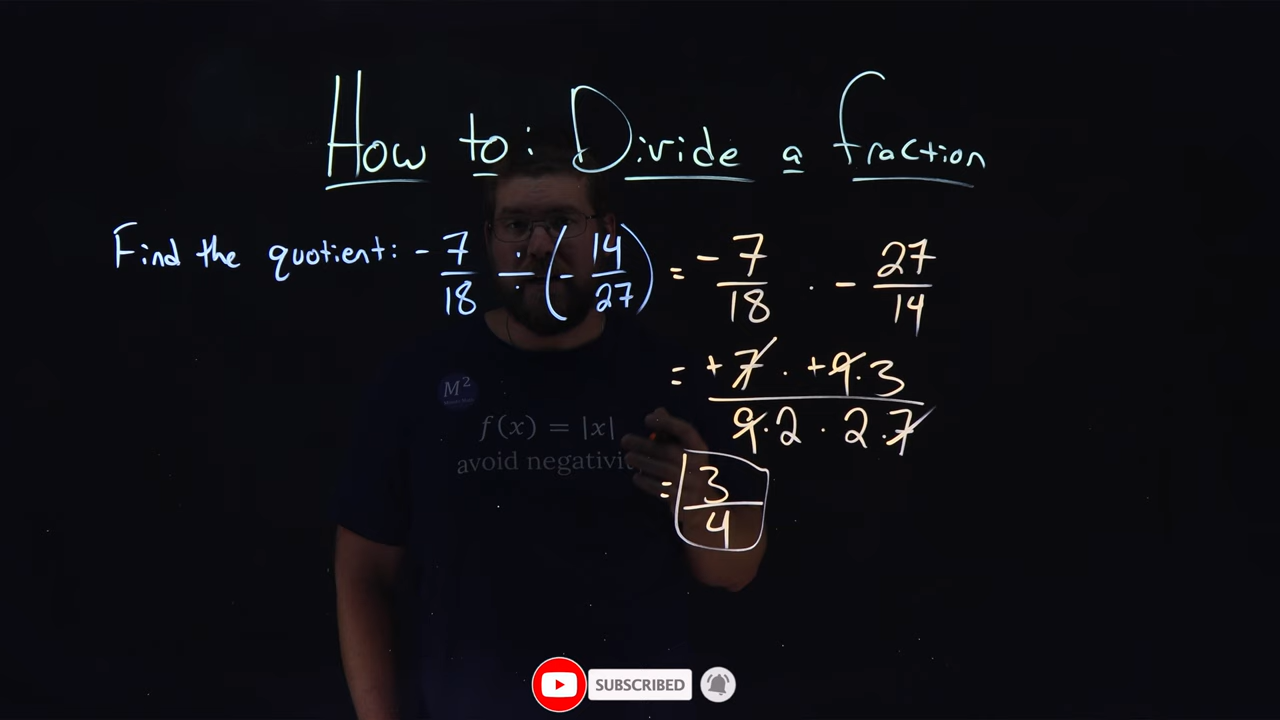 How to: Divide a fraction
Find the quotient: - 7/18 ÷ (- 14/27) = - 7/18 · - 27/14
= +7 · +9·3 / 9·2 · 2·7
= 3/4
M²
f(x) = |x|
avoid negativi
SUBSCRIBED